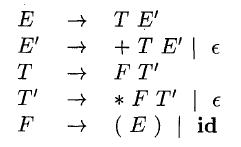 E → T E′
E′ → + T E′ | ϵ
T → F T′
T′ → * F T′ | ϵ
F → ( E ) | id